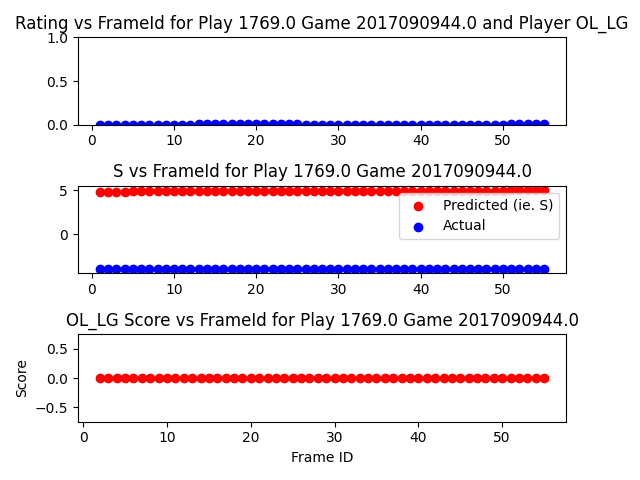 Rating vs FrameId for Play 1769.0 Game 2017090944.0 and Player OL_LG
1.0
0.5
0.0
0 10 20 30 40 50
S vs FrameId for Play 1769.0 Game 2017090944.0
5
0
Predicted (ie. S)
Actual
0 10 20 30 40 50
OL_LG Score vs FrameId for Play 1769.0 Game 2017090944.0
Score
0.5
0.0
−0.5
0 10 20 30 40 50
Frame ID